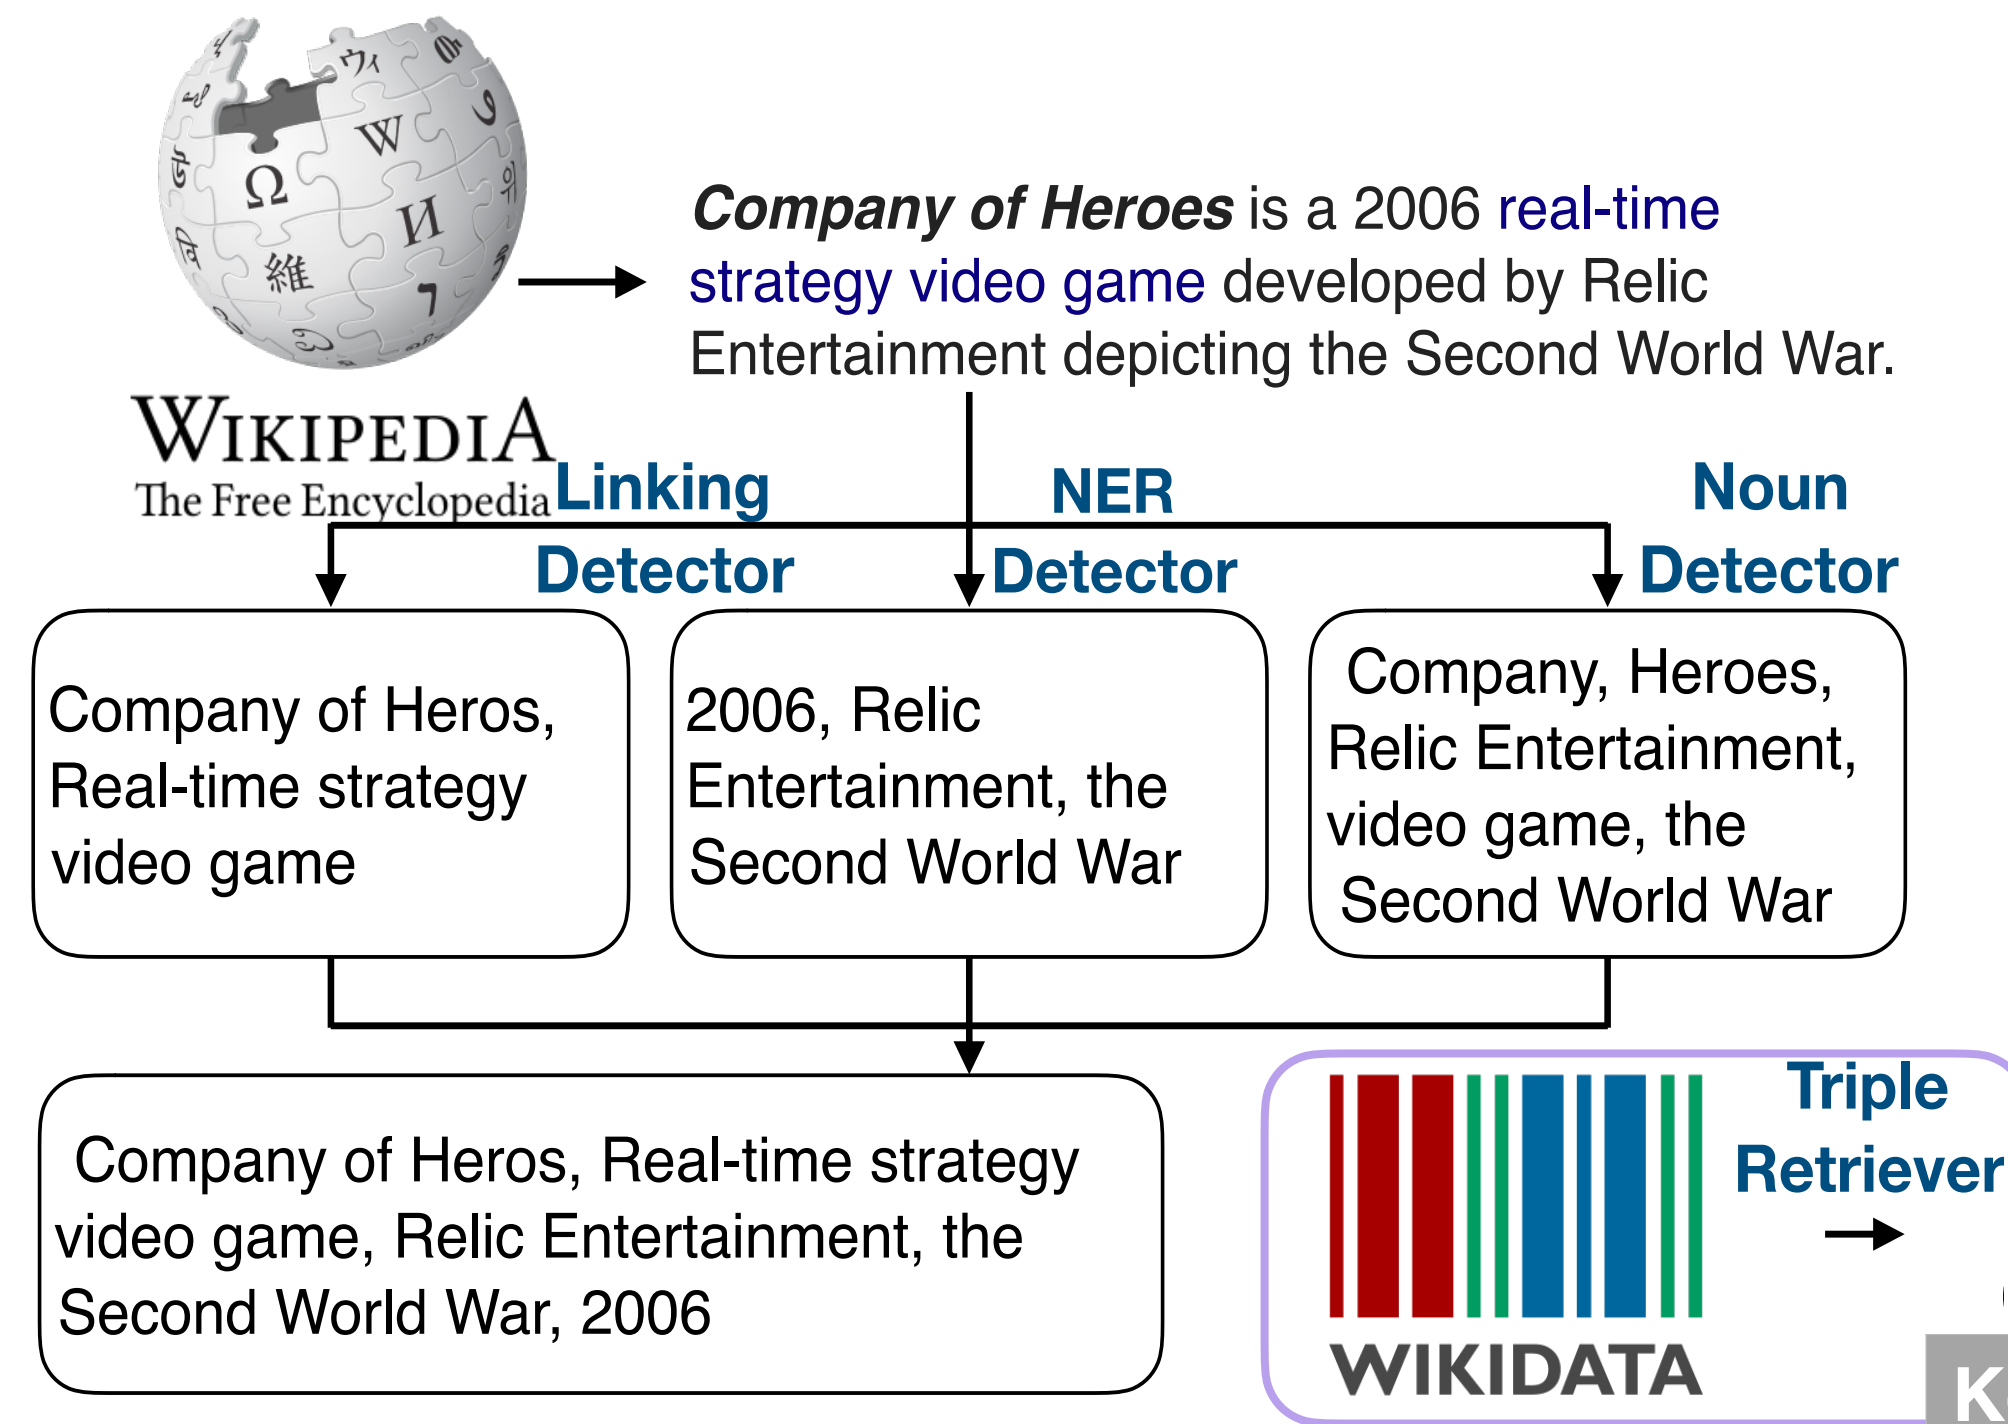 WIKIPEDIA
The Free Encyclopedia
Company of Heroes is a 2006 real-time
strategy video game developed by Relic
Entertainment depicting the Second World War.
Linking
Detector
NER
Detector
Noun
Detector
Company of Heros,
Real-time strategy
video game
2006, Relic
Entertainment, the
Second World War
Company, Heroes,
Relic Entertainment,
video game, the
Second World War
Company of Heros, Real-time strategy
video game, Relic Entertainment, the
Second World War, 2006
WIKIDATA
Triple
Retriever